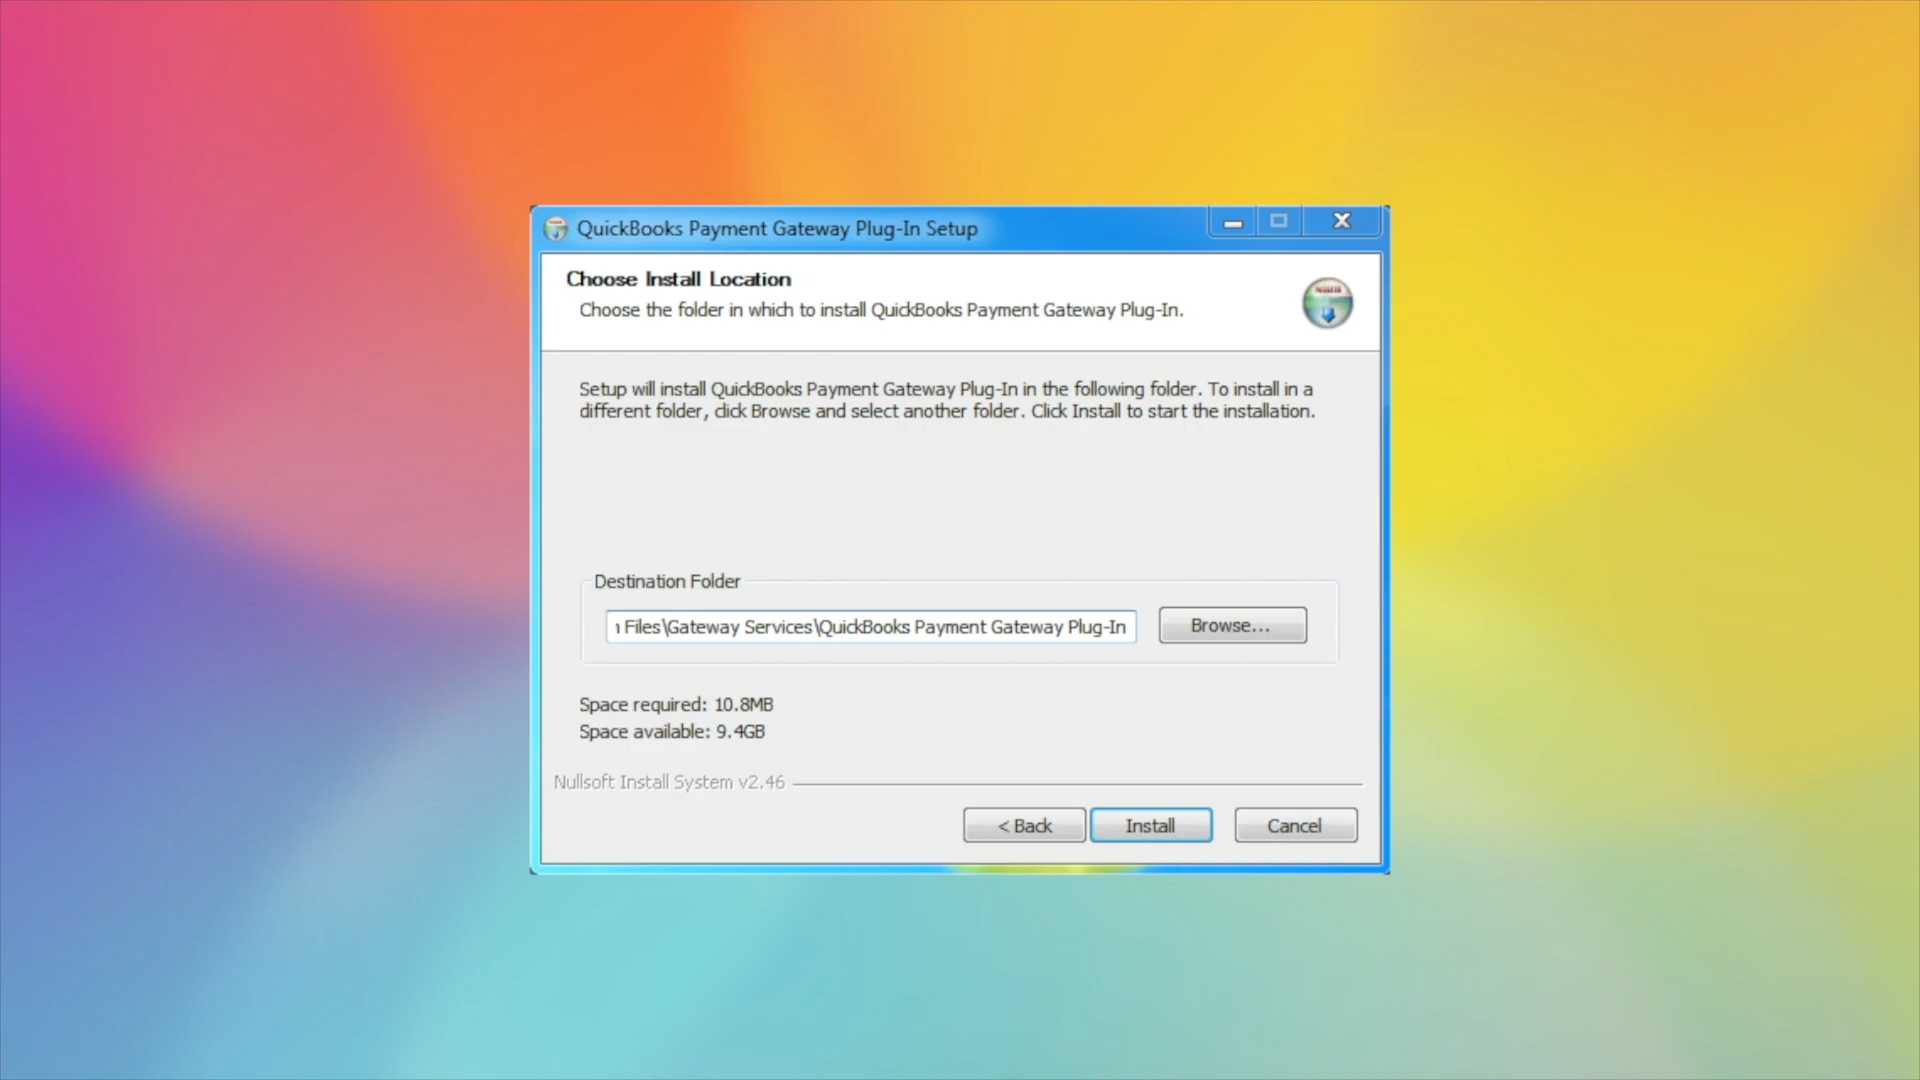 QuickBooks Payment Gateway Plug-In Setup
Choose Install Location
Choose the folder in which to install QuickBooks Payment Gateway Plug-In.
Setup will install QuickBooks Payment Gateway Plug-In in the following folder. To install in a
different folder, click Browse and select another folder. Click Install to start the installation.
Destination Folder
Files\Gateway Services\QuickBooks Payment Gateway Plug-In
Browse...
Space required: 10.8MB
Space available: 9.4GB
Nullsoft Install System v2.46
< Back
Install
Cancel